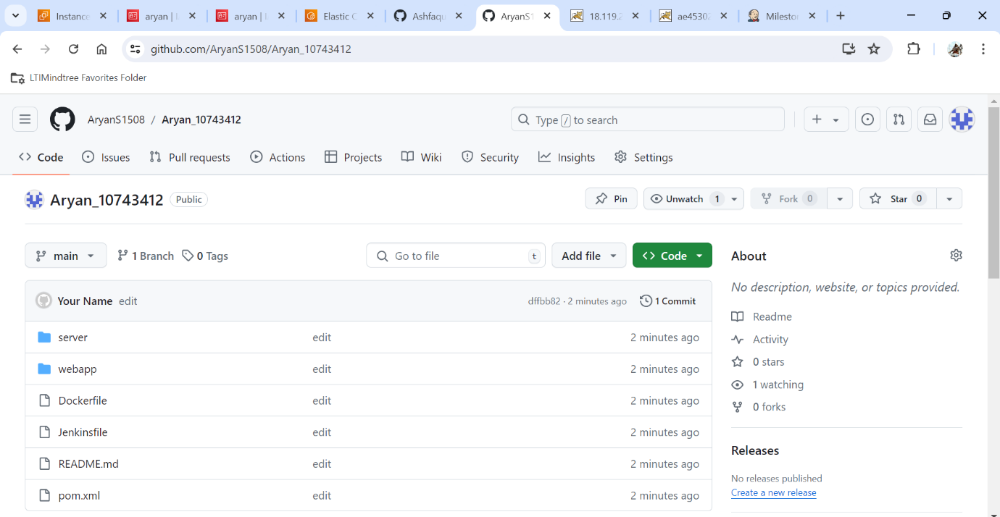 Instance
aryan | L
aryan | L
Elastic C
Ashfaqu
AryanS1
18.119.2
ae4530
Milesto
github.com/AryanS1508/Aryan_10743412
LTIMindtree Favorites Folder
AryanS1508 / Aryan_10743412
Type / to search
Code Issues Pull requests Actions Projects Wiki Security Insights Settings
Aryan_10743412 Public
Pin Unwatch 1 Fork 0 Star 0
main 1 Branch 0 Tags Go to file t Add file Code
Your Name edit dffbb82 · 2 minutes ago 1 Commit
server edit 2 minutes ago
webapp edit 2 minutes ago
Dockerfile edit 2 minutes ago
Jenkinsfile edit 2 minutes ago
README.md edit 2 minutes ago
pom.xml edit 2 minutes ago
About
No description, website, or topics provided.
Readme
Activity
0 stars
1 watching
0 forks
Releases
No releases published
Create a new release